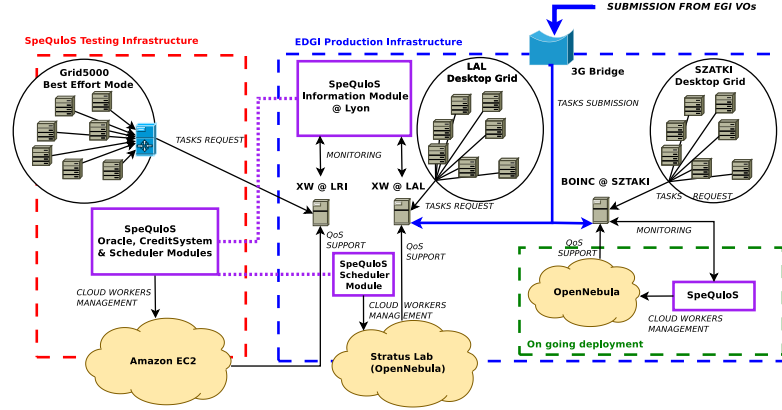 SUBMISSION FROM EGI VOs
SpeQuloS Testing Infrastructure
EDGI Production Infrastructure
Grid5000
Best Effort Mode
SpeQuloS
Information Module
@ Lyon
LAL
Desktop Grid
3G Bridge
SZATKI
Desktop Grid
TASKS SUBMISSION
TASKS REQUEST
MONITORING
XW @ LRI
XW @ LAL
TASKS REQUEST
BOINC @ SZTAKI
TASKS REQUEST
SpeQuloS
Oracle, CreditSystem
& Scheduler Modules
QoS
SUPPORT
QoS
SUPPORT
QoS
SUPPORT
MONITORING
SpeQuloS
Scheduler
Module
CLOUD WORKERS
MANAGEMENT
CLOUD WORKERS
MANAGEMENT
OpenNebula
SpeQuloS
CLOUD WORKERS
MANAGEMENT
Amazon EC2
Stratus Lab
(OpenNebula)
On going deployment